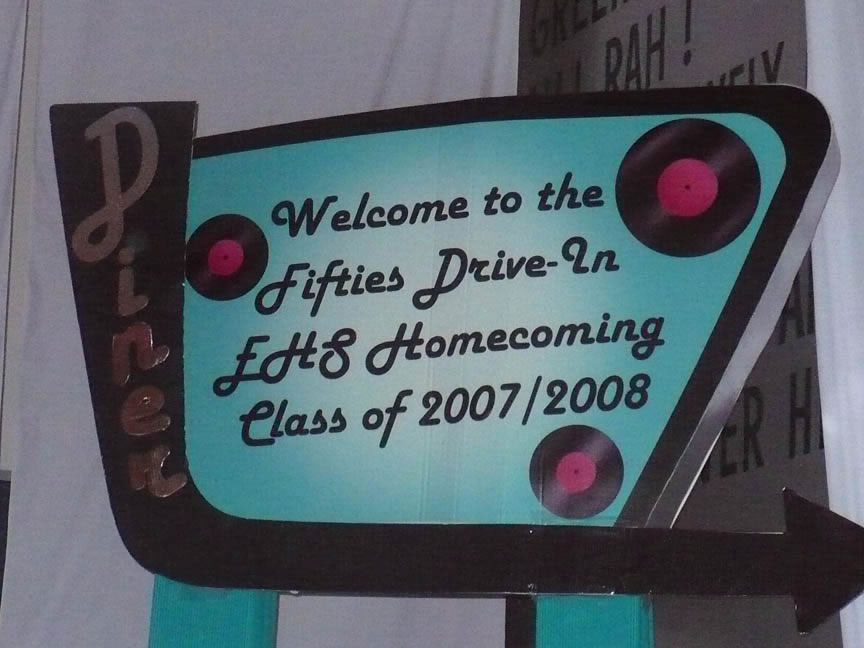 RAH!
Diner
Welcome to the
Fifties Drive-In
EHS Homecoming
Class of 2007/2008